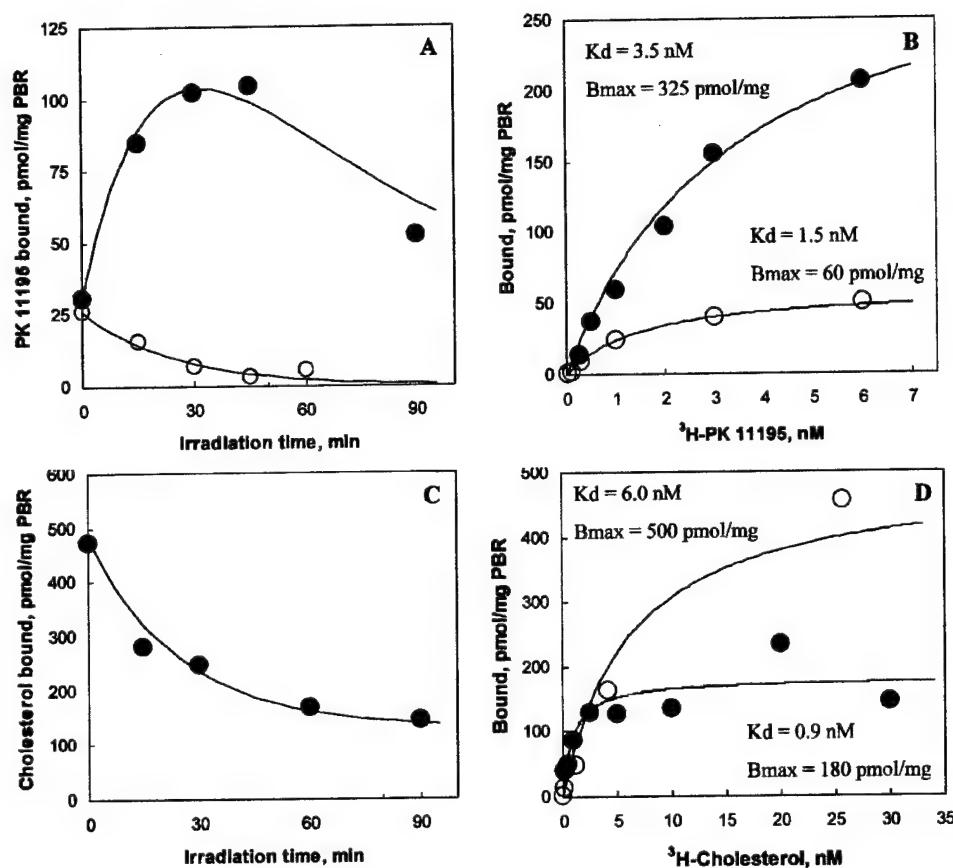 A
PK 11195 bound, pmol/mg PBR
125
100
75
50
25
0
0 30 60 90
Irradiation time, min
B
Kd = 3.5 nM
Bmax = 325 pmol/mg
Kd = 1.5 nM
Bmax = 60 pmol/mg
Bound, pmol/mg PBR
250
200
150
100
50
0
0 1 2 3 4 5 6 7
³H-PK 11195, nM
C
Cholesterol bound, pmol/mg PBR
600
500
400
300
200
100
0
0 30 60 90
Irradiation time, min
D
Kd = 6.0 nM
Bmax = 500 pmol/mg
Kd = 0.9 nM
Bmax = 180 pmol/mg
Bound, pmol/mg PBR
500
400
300
200
100
0
0 5 10 15 20 25 30 35
³H-Cholesterol, nM